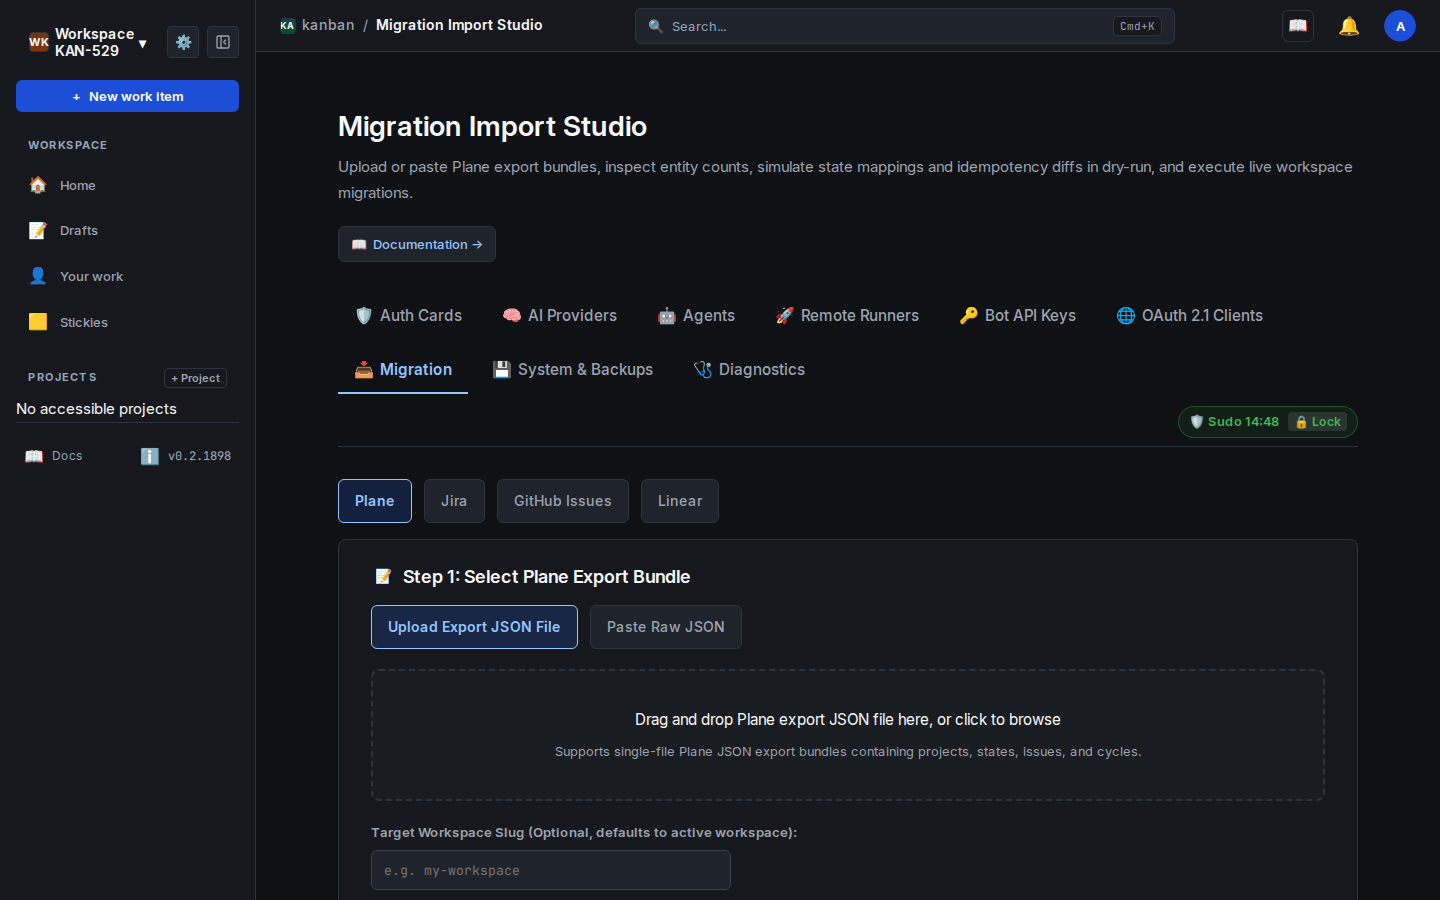 WK Workspace KAN-529 ▼
+ New work item
WORKSPACE
Home
Drafts
Your work
Stickies
PROJECTS + Project
No accessible projects
Docs v0.2.1898
KA kanban / Migration Import Studio
Search... Cmd+K
A
Migration Import Studio
Upload or paste Plane export bundles, inspect entity counts, simulate state mappings and idempotency diffs in dry-run, and execute live workspace
migrations.
Documentation →
Auth Cards AI Providers Agents Remote Runners Bot API Keys OAuth 2.1 Clients
Migration System & Backups Diagnostics
Sudo 14:48 Lock
Plane Jira GitHub Issues Linear
Step 1: Select Plane Export Bundle
Upload Export JSON File Paste Raw JSON
Drag and drop Plane export JSON file here, or click to browse
Supports single-file Plane JSON export bundles containing projects, states, issues, and cycles.
Target Workspace Slug (Optional, defaults to active workspace):
e.g. my-workspace